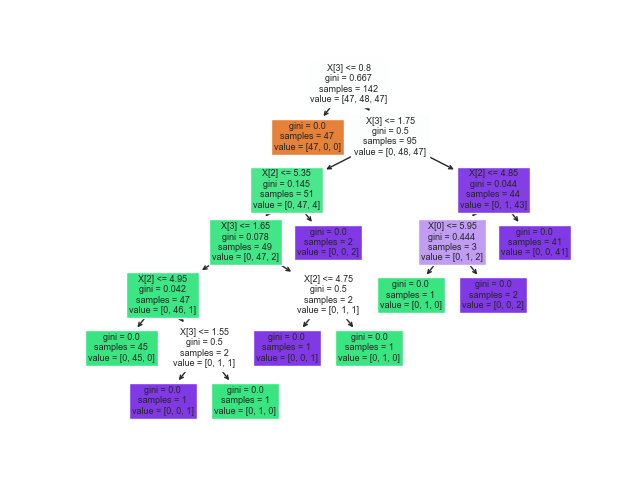 X[3] <= 0.8
gini = 0.667
samples = 142
value = [47, 48, 47]
gini = 0.0
samples = 47
value = [47, 0, 0]
X[3] <= 1.75
gini = 0.5
samples = 95
value = [0, 48, 47]
X[2] <= 5.35
gini = 0.145
samples = 51
value = [0, 47, 4]
X[2] <= 4.85
gini = 0.044
samples = 44
value = [0, 1, 43]
X[3] <= 1.65
gini = 0.078
samples = 49
value = [0, 47, 2]
gini = 0.0
samples = 2
value = [0, 0, 2]
X[0] <= 5.95
gini = 0.444
samples = 3
value = [0, 1, 2]
gini = 0.0
samples = 41
value = [0, 0, 41]
X[2] <= 4.95
gini = 0.042
samples = 47
value = [0, 46, 1]
X[2] <= 4.75
gini = 0.5
samples = 2
value = [0, 1, 1]
gini = 0.0
samples = 1
value = [0, 1, 0]
gini = 0.0
samples = 2
value = [0, 0, 2]
gini = 0.0
samples = 45
value = [0, 45, 0]
X[3] <= 1.55
gini = 0.5
samples = 2
value = [0, 1, 1]
gini = 0.0
samples = 1
value = [0, 0, 1]
gini = 0.0
samples = 1
value = [0, 1, 0]
gini = 0.0
samples = 1
value = [0, 0, 1]
gini = 0.0
samples = 1
value = [0, 1, 0]